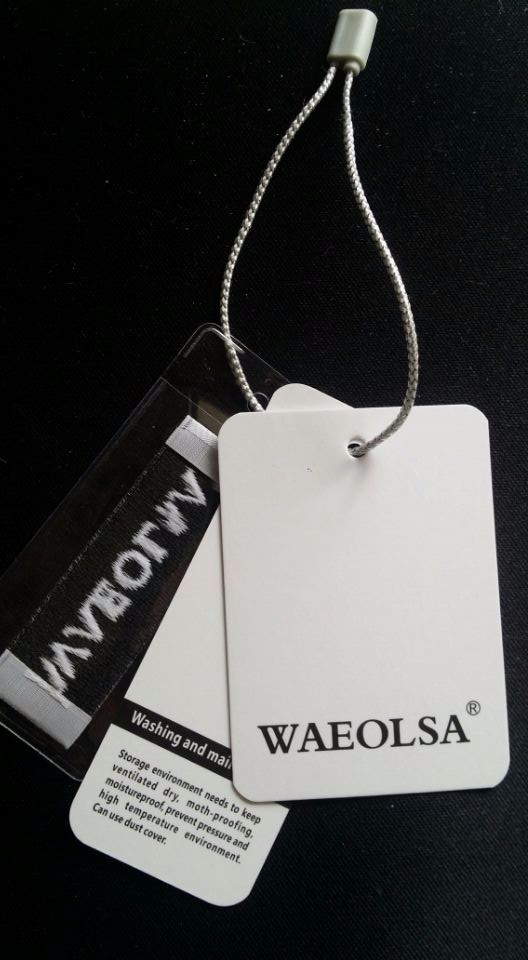 WAEOLSA®
Washing and mai
Storage environment needs to keep
ventilated dry, moth-proofing,
moistureproof, prevent pressure and
high temperature environment.
Can use dust cover.